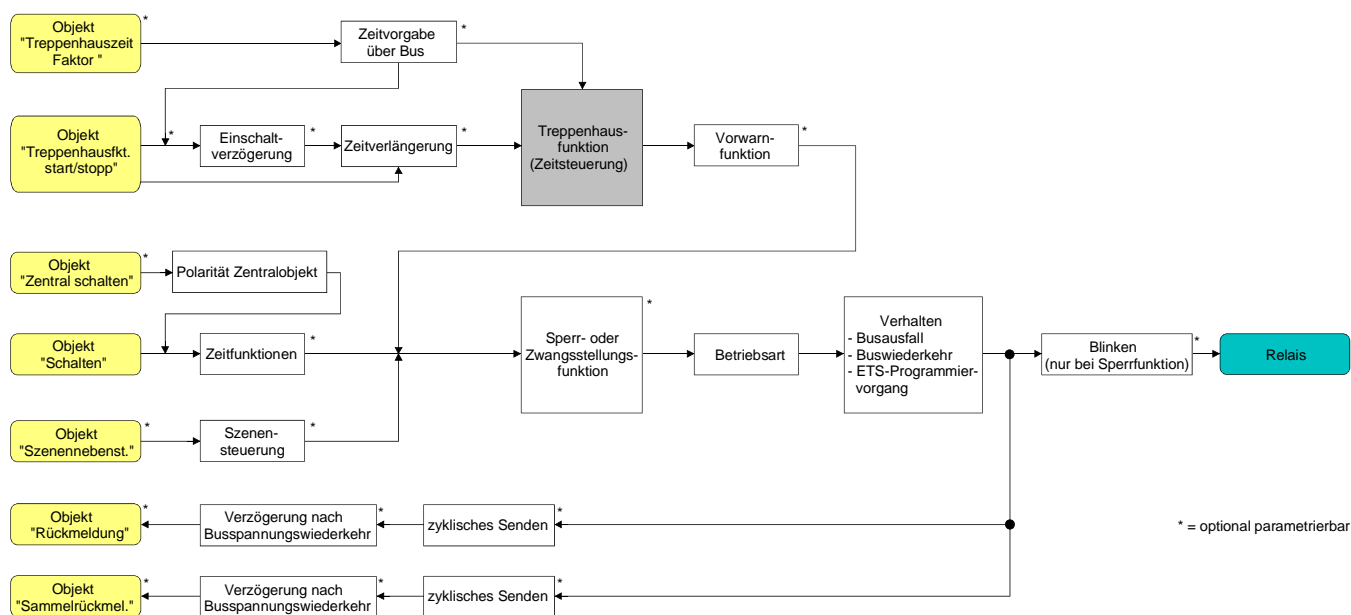 Objekt
"Treppenhauszeit
Faktor "
*
Zeitvorgabe
über Bus
*
Objekt
"Treppenhausfkt.
start/stopp"
*
Einschalt-
verzögerung
*
Zeitverlängerung
*
Treppenhaus-
funktion
(Zeitsteuerung)
Vorwarn-
funktion
*
Objekt
"Zentral schalten"
*
Polarität Zentralobjekt
Objekt
"Schalten"
Zeitfunktionen
*
Sperr- oder
Zwangsstellungs-
funktion
*
Betriebsart
Verhalten
- Busausfall
- Buswiederkehr
- ETS-Programmier-
vorgang
Blinken
(nur bei Sperrfunktion)
*
Relais
Objekt
"Szenennebenst."
*
Szenen-
steuerung
*
Objekt
"Rückmeldung"
*
Verzögerung nach
Busspannungswiederkehr
*
zyklisches Senden
*
* = optional parametrierbar
Objekt
"Sammelrückmel."
*
Verzögerung nach
Busspannungswiederkehr
*
zyklisches Senden
*